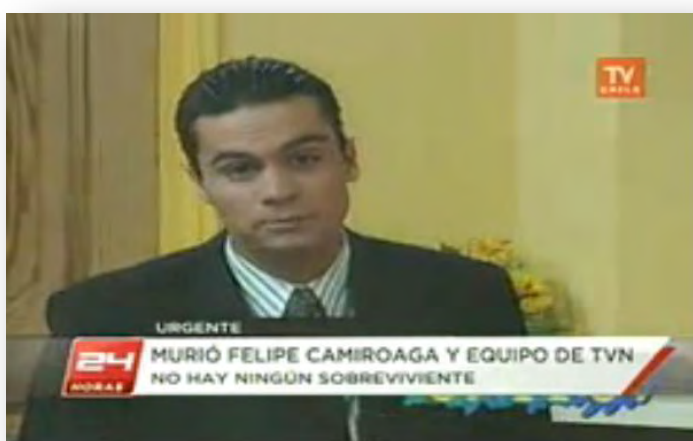 TV
CHILE
URGENTE
24
HORAS
MURIÓ FELIPE CAMIROAGA Y EQUIPO DE TVN
NO HAY NINGÚN SOBREVIVIENTE